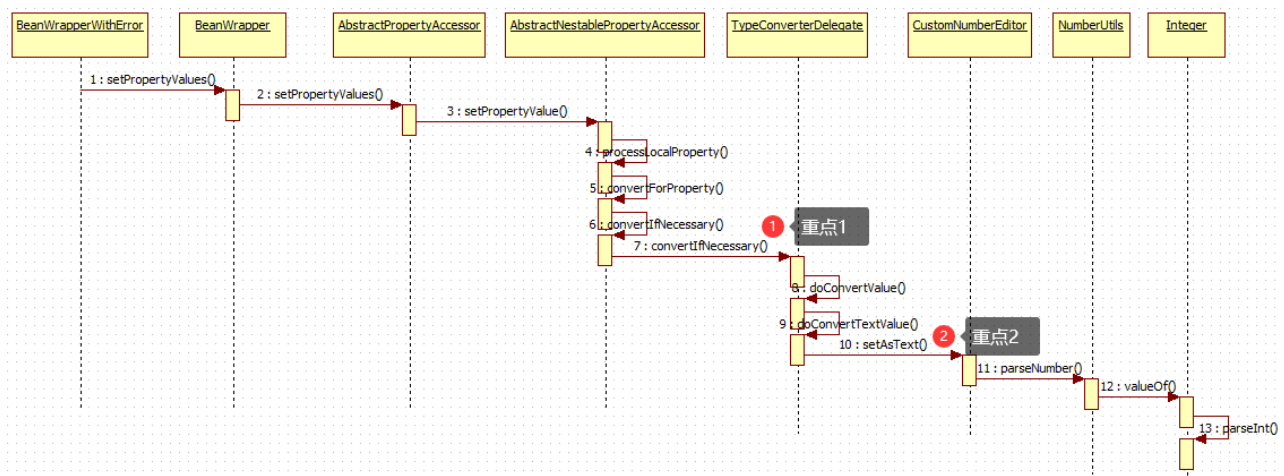 BeanWrapperWithError
BeanWrapper
AbstractPropertyAccessor
AbstractNestablePropertyAccessor
TypeConverterDelegate
CustomNumberEditor
NumberUtils
Integer
1 : setPropertyValues()
2 : setPropertyValues()
3 : setPropertyValue()
4 : processLocalProperty()
5 : convertForProperty()
6 : convertIfNecessary()
1 重点1
7 : convertIfNecessary()
8 : doConvertValue()
9 : doConvertTextValue()
2 重点2
10 : setAsText()
11 : parseNumber()
12 : valueOf()
13 : parseInt()